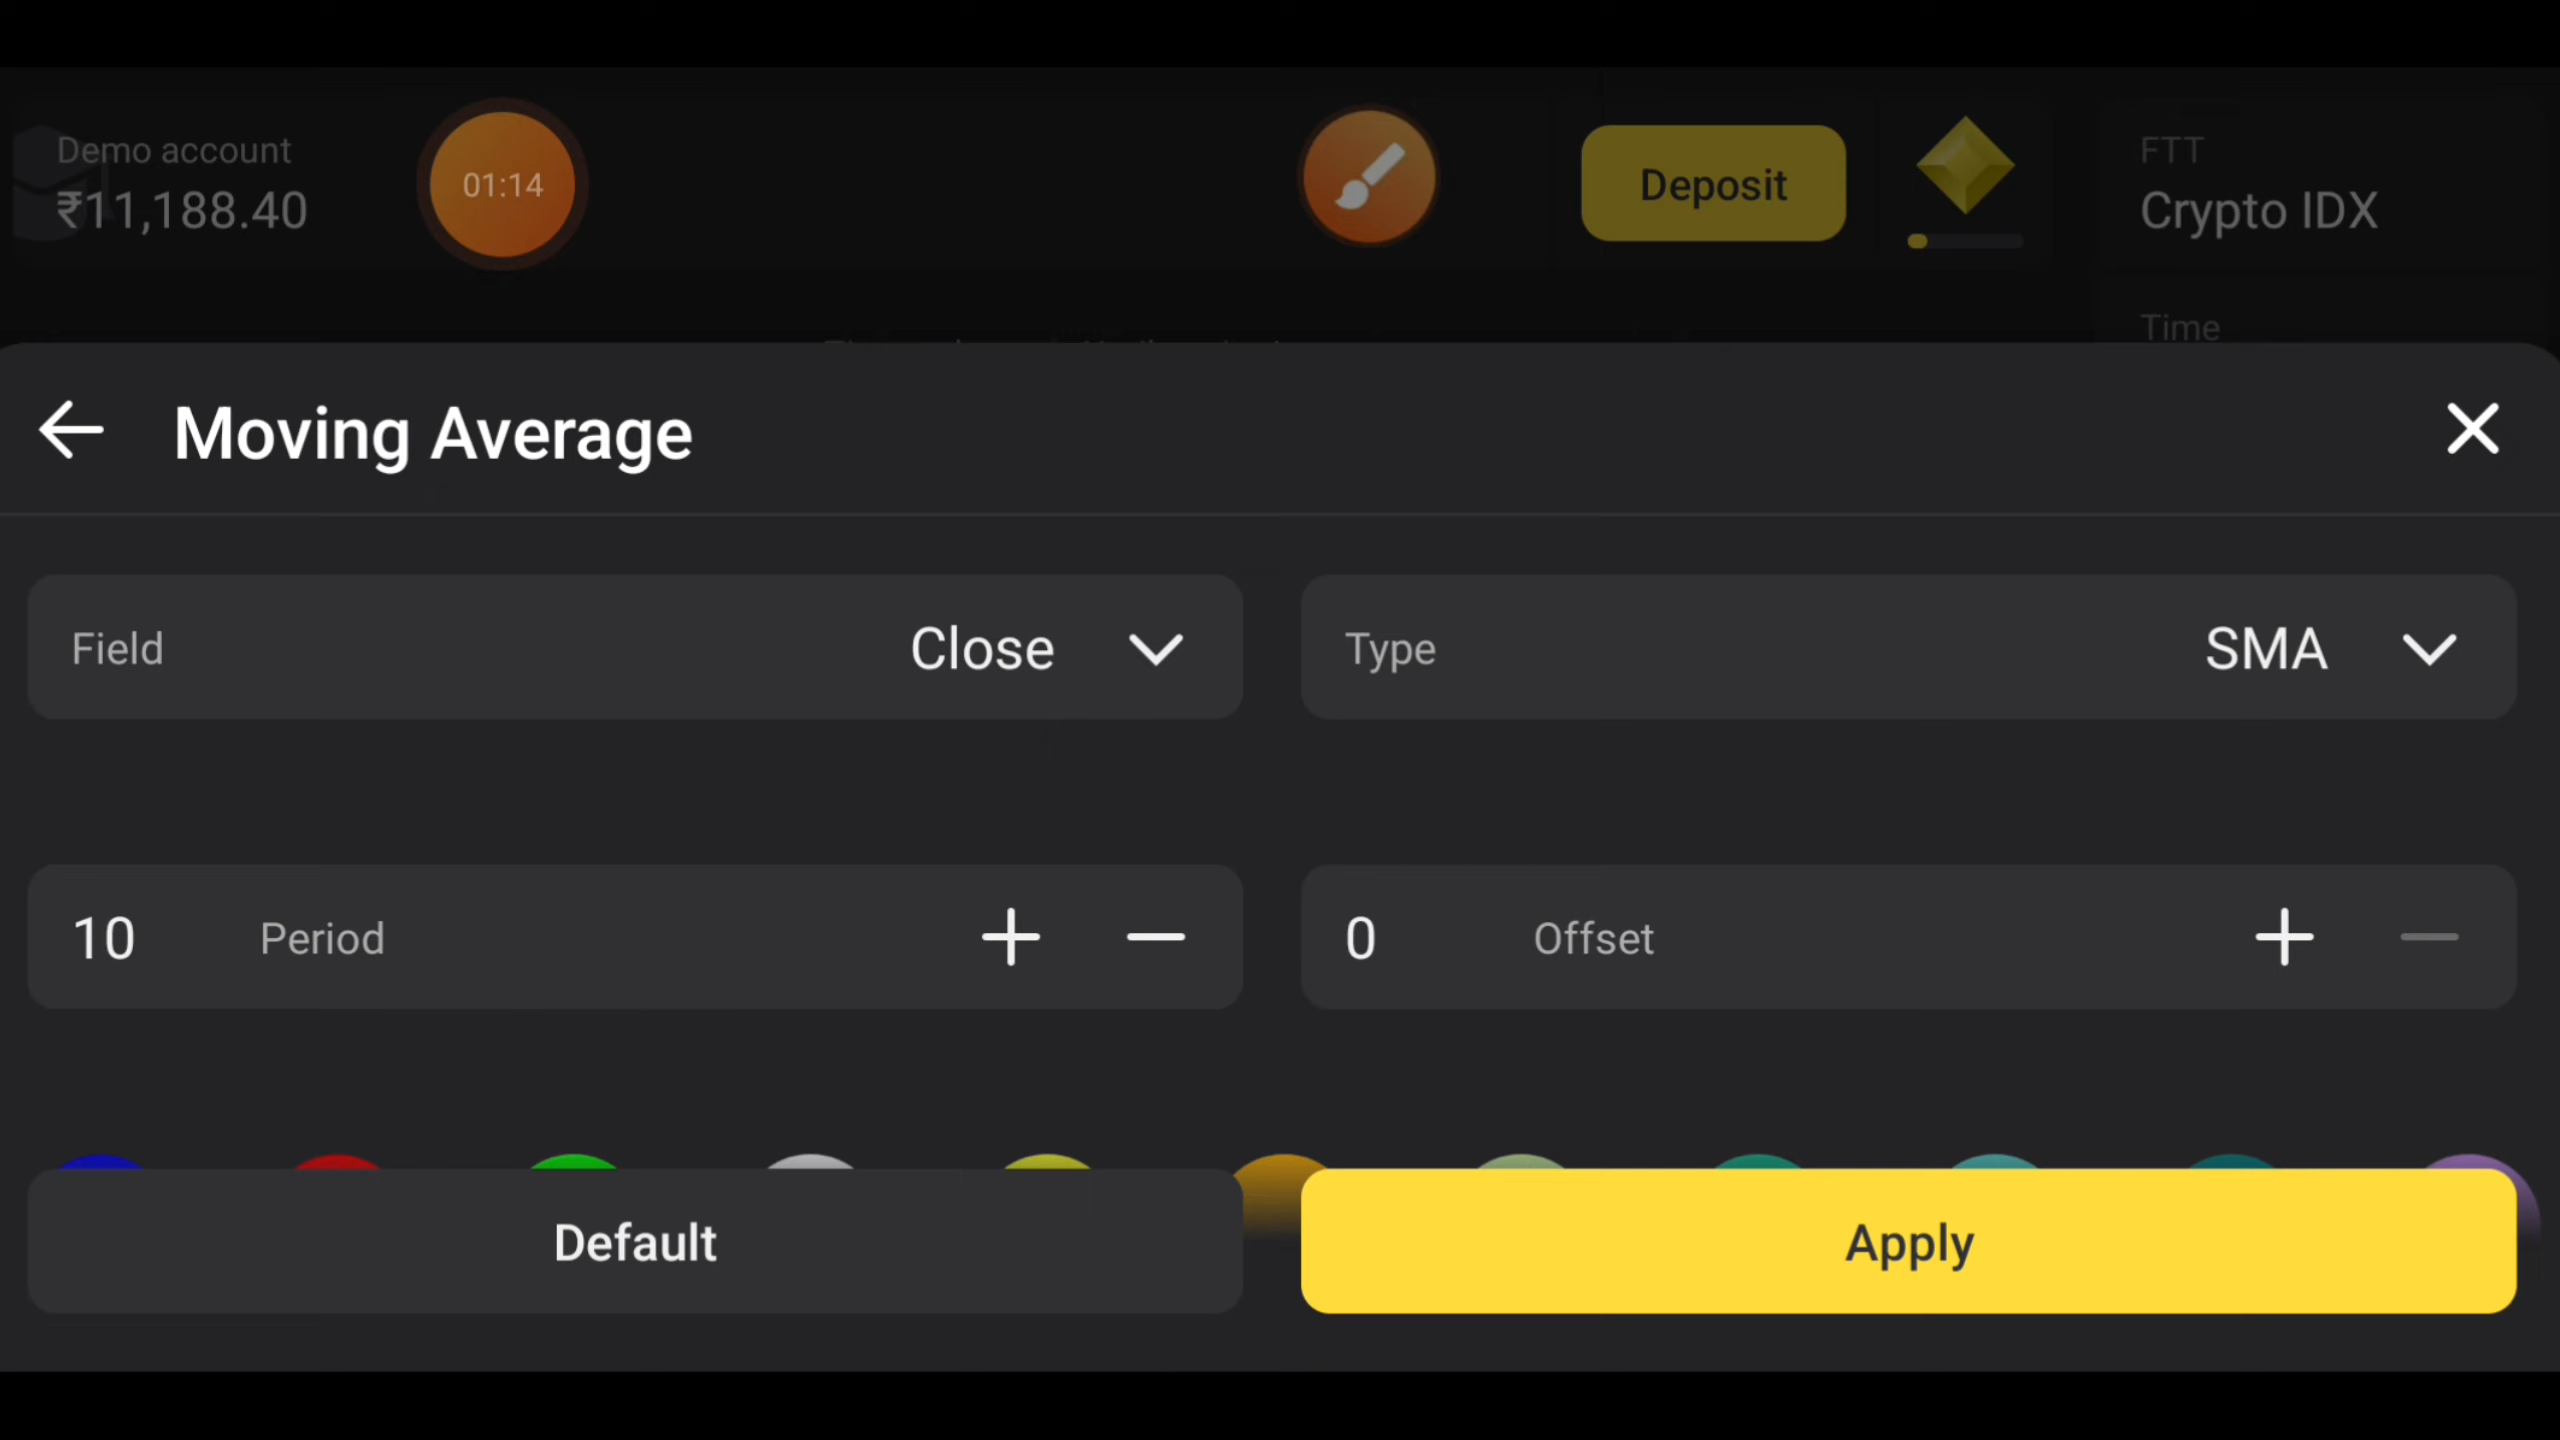 Demo account
₹11,188.40
01:14
Deposit
FTT
Crypto IDX
Time
Moving Average
Field
Close
Type
SMA
10
Period
0
Offset
Default
Apply